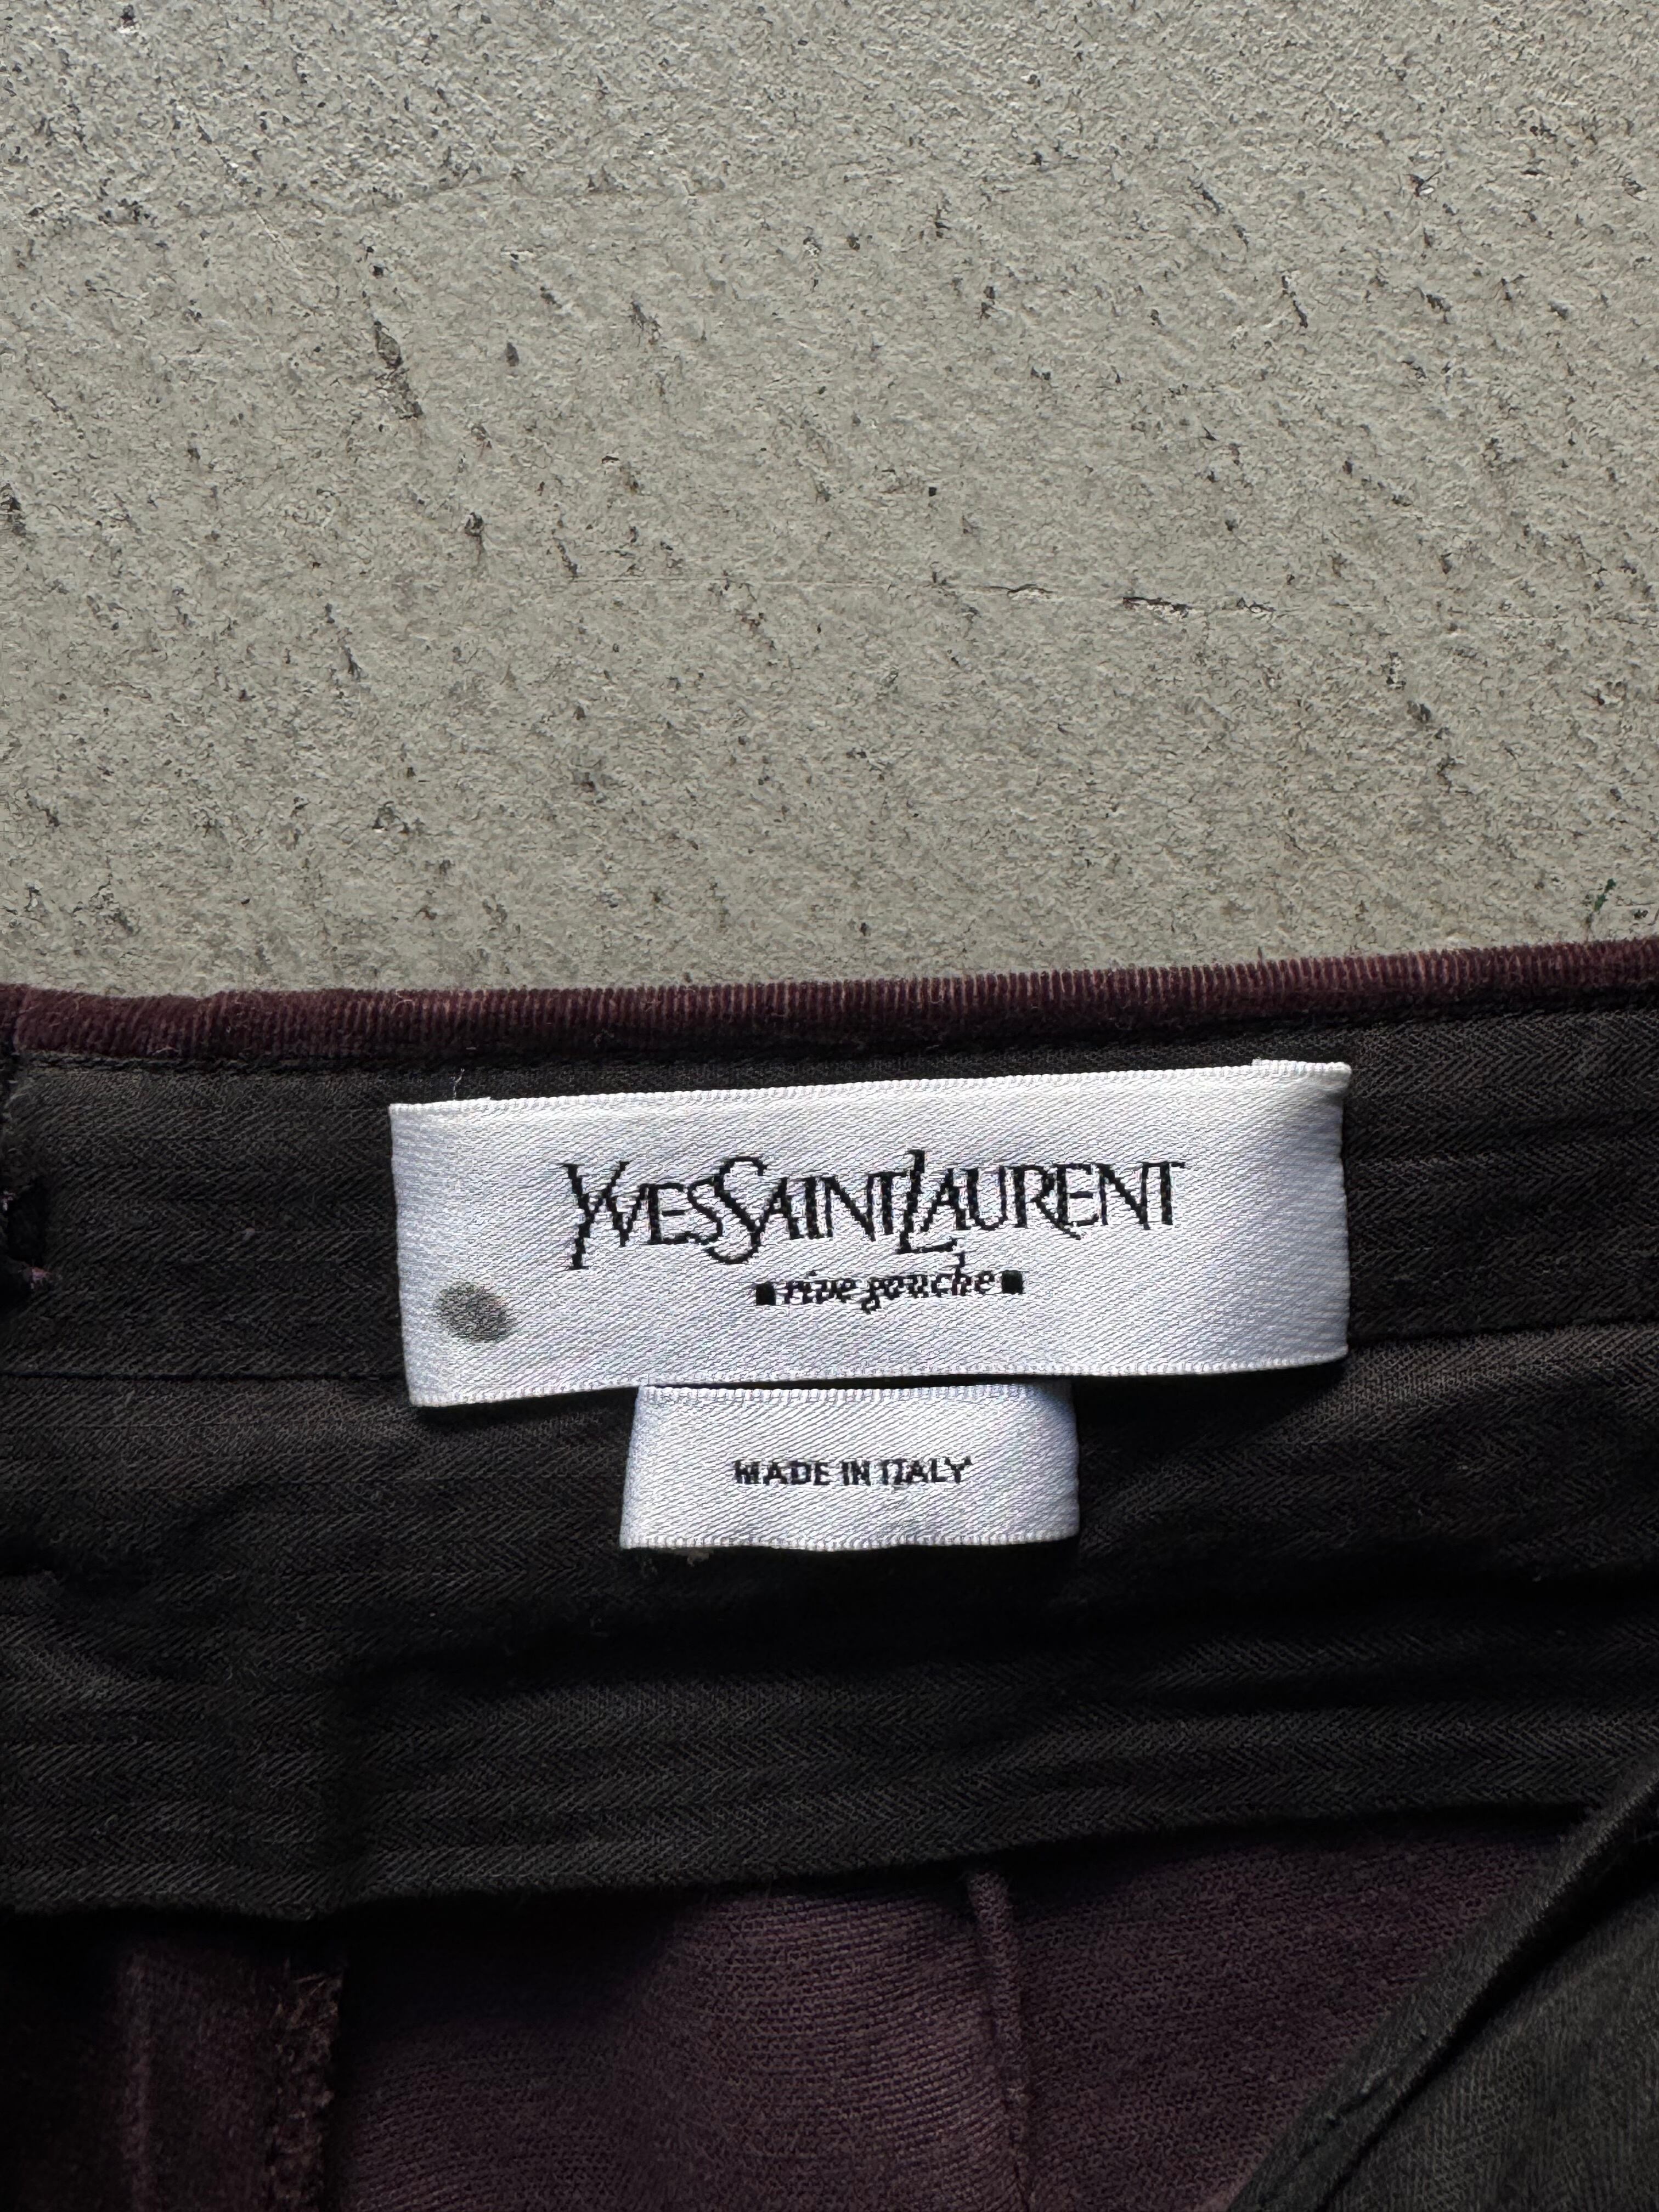 YVESSAINTLAURENT
rive gauche
MADE IN ITALY